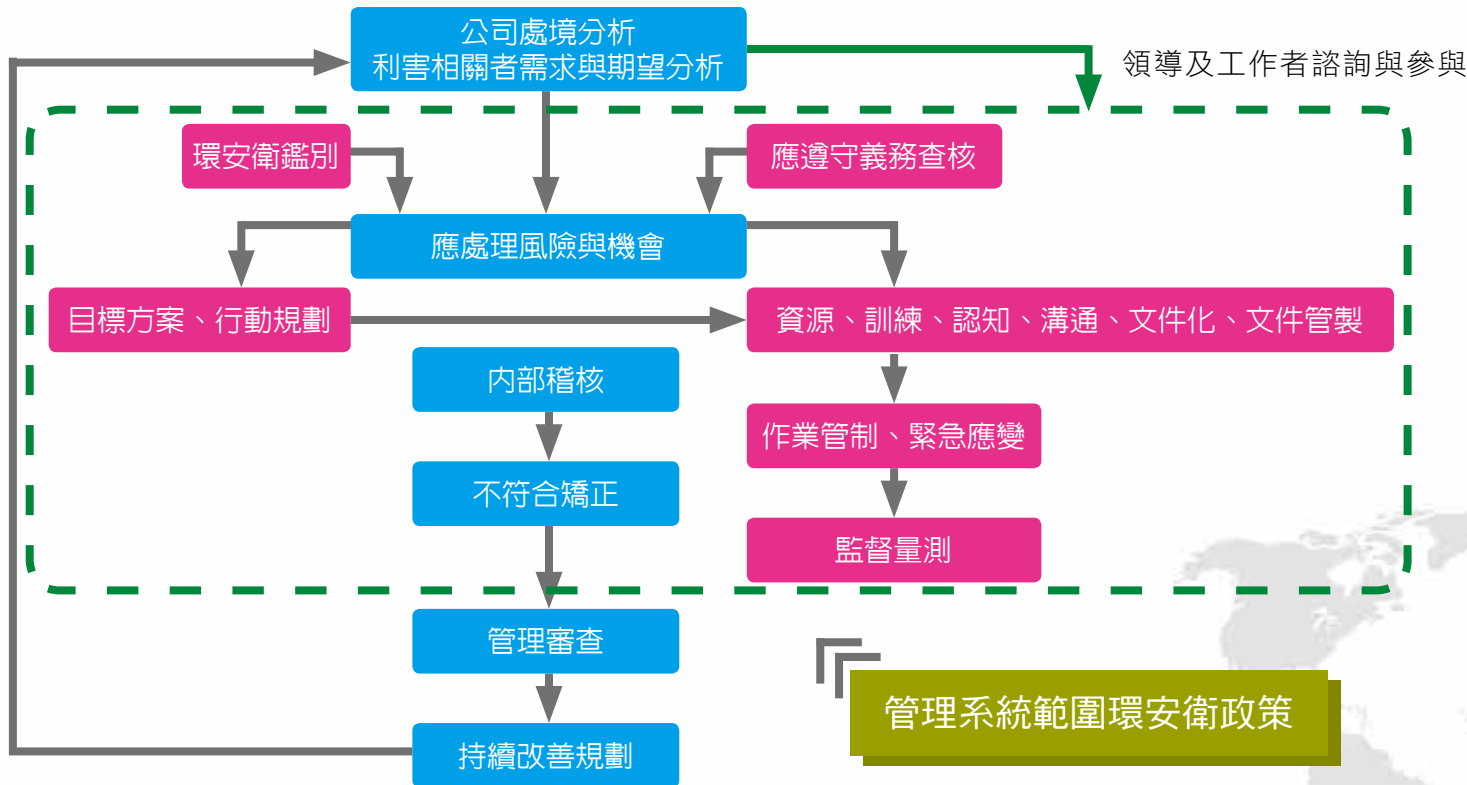 公司處境分析
利害相關者需求與期望分析
領導及工作者諮詢與參與
環安衛鑑別
應遵守義務查核
應處理風險與機會
目標方案、行動規劃
資源、訓練、認知、溝通、文件化、文件管製
內部稽核
作業管制、緊急應變
不符合矯正
監督量測
管理審查
管理系統範圍環安衛政策
持續改善規劃